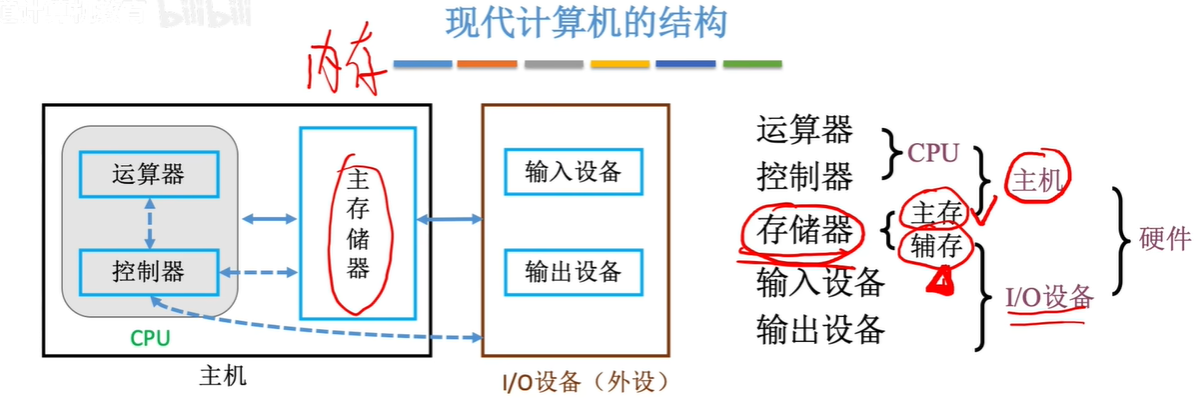 bilibili
现代计算机的结构
内存
运算器
控制器
CPU
主存储器
主机
输入设备
输出设备
I/O设备（外设）
运算器
控制器
CPU
存储器
主存
辅存
主机
输入设备
输出设备
I/O设备
硬件